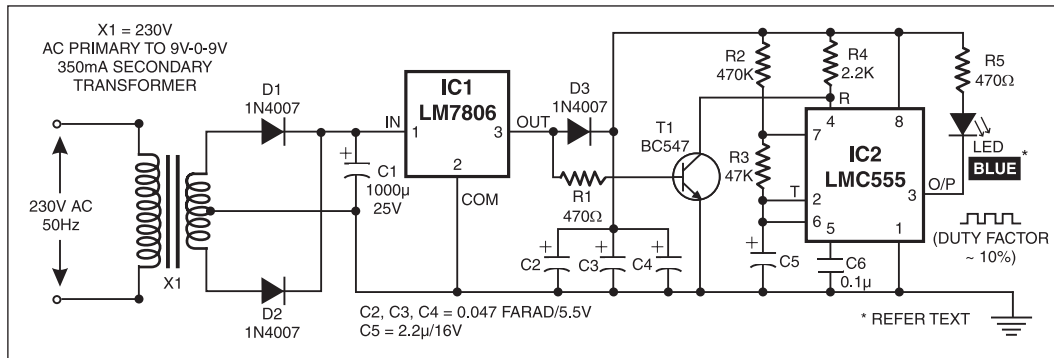 X1 = 230V
AC PRIMARY TO 9V-0-9V
350mA SECONDARY
TRANSFORMER
230V AC
50Hz
X1
D1
1N4007
D2
1N4007
IN
1
IC1
LM7806
3
2
OUT
COM
+
C1
1000µ
25V
D3
1N4007
R1
470Ω
T1
BC547
+
C2
+
C3
+
C4
C2, C3, C4 = 0.047 FARAD/5.5V
C5 = 2.2µ/16V
R2
470K
R3
47K
T
+
C5
R4
2.2K
R
4
8
7
IC2
LMC555
2
6
3
5
1
C6
0.1µ
R5
470Ω
LED
BLUE *
O/P
(DUTY FACTOR
~ 10%)
* REFER TEXT